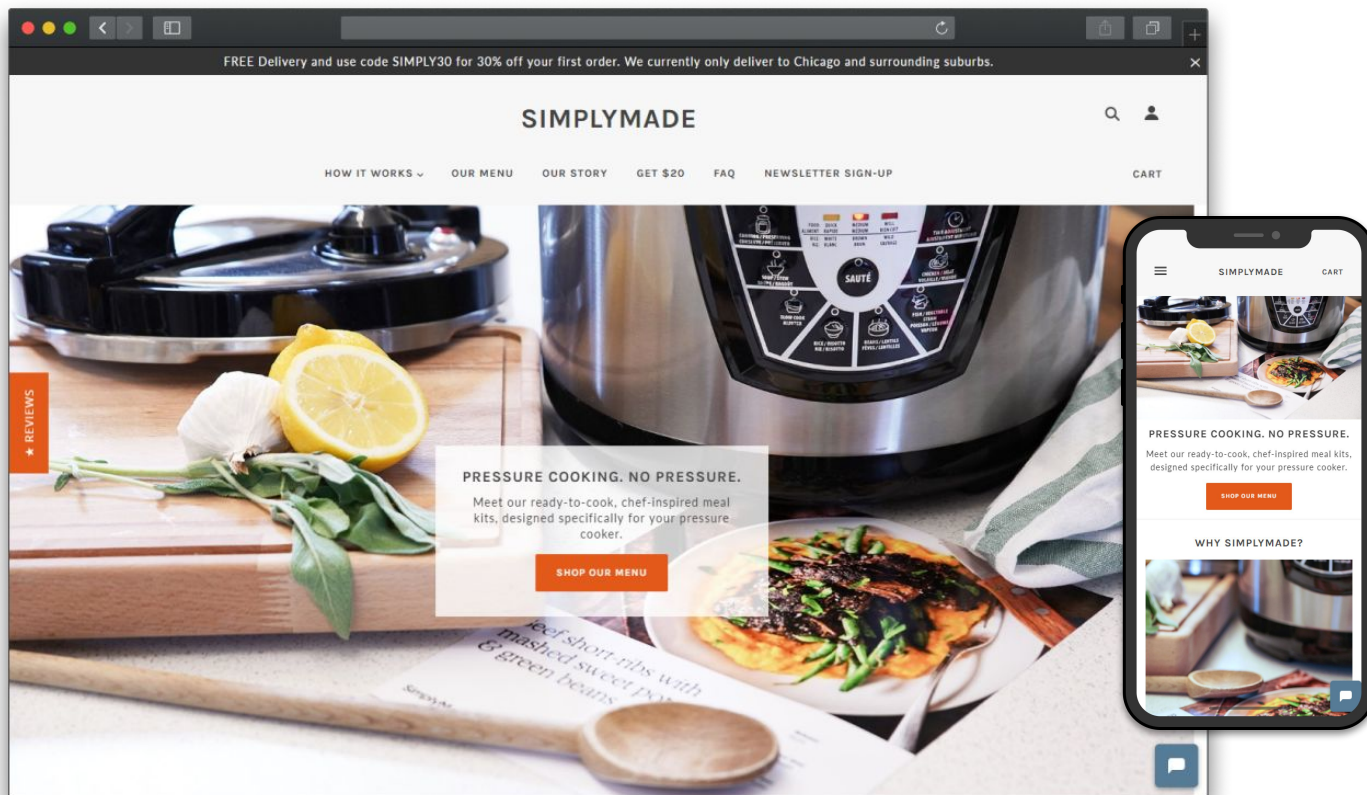 FREE Delivery and use code SIMPLY30 for 30% off your first order. We currently only deliver to Chicago and surrounding suburbs.
SIMPLYMADE
HOW IT WORKS
OUR MENU
OUR STORY
GET $20
FAQ
NEWSLETTER SIGN-UP
CART
SAUTÉ
★ REVIEWS
PRESSURE COOKING. NO PRESSURE.
Meet our ready-to-cook, chef-inspired meal
kits, designed specifically for your pressure
cooker.
SHOP OUR MENU
Beef short-ribs with
mashed sweet
& green beans
SIMPLYMADE
CART
PRESSURE COOKING. NO PRESSURE.
Meet our ready-to-cook, chef-inspired meal kits,
designed specifically for your pressure cooker.
SHOP OUR MENU
WHY SIMPLYMADE?